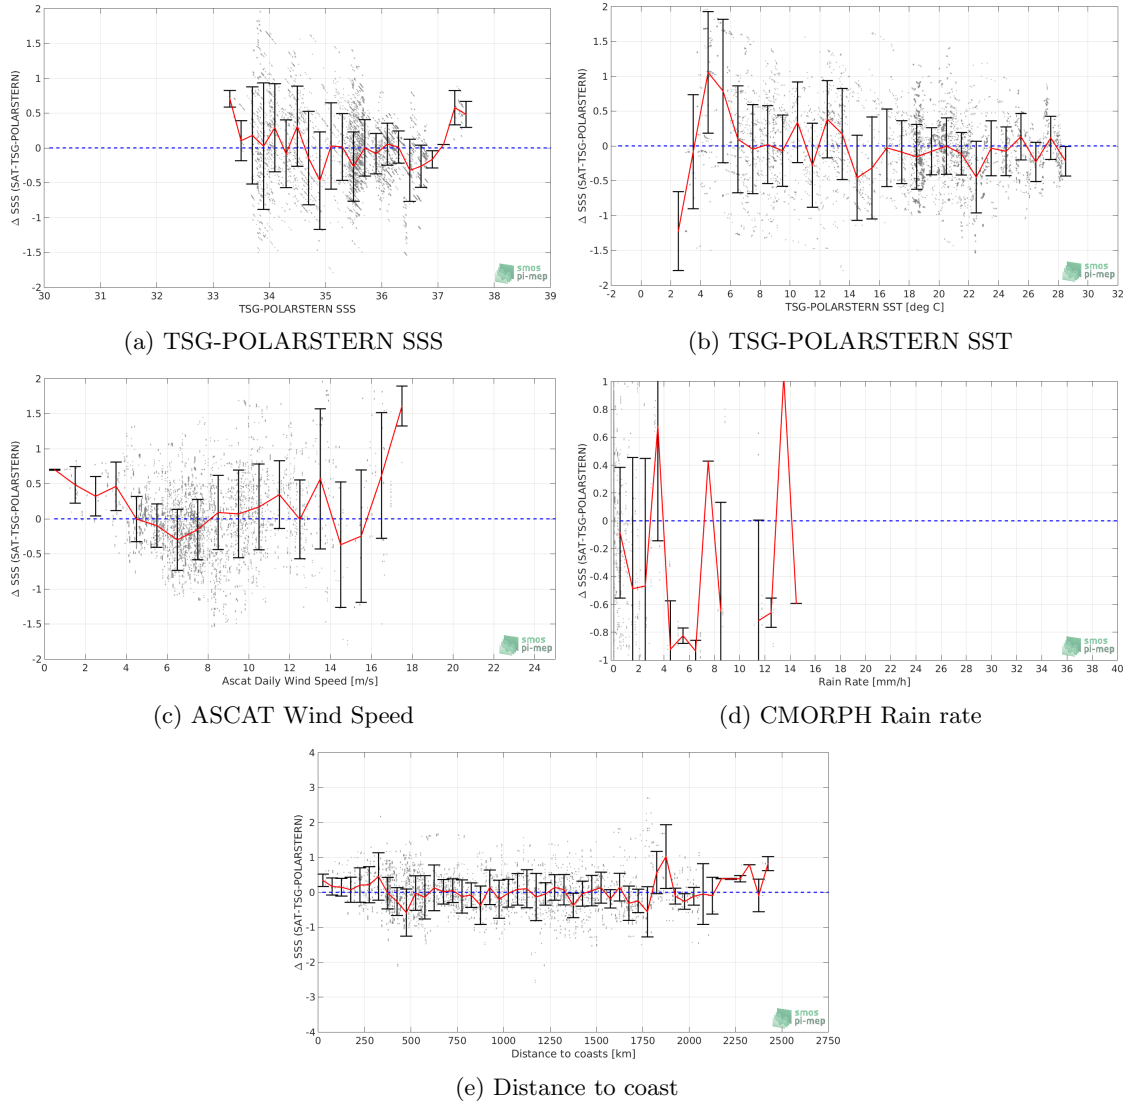 2
1.5
1
0.5
0
-0.5
-1
-1.5
-2
Δ SSS (SAT-TSG-POLARSTERN)
30 31 32 33 34 35 36 37 38 39
TSG-POLARSTERN SSS
smos
pi-mep
(a) TSG-POLARSTERN SSS
2
1.5
1
0.5
0
-0.5
-1
-1.5
-2
Δ SSS (SAT-TSG-POLARSTERN)
-2 0 2 4 6 8 10 12 14 16 18 20 22 24 26 28 30 32
TSG-POLARSTERN SST [deg C]
smos
pi-mep
(b) TSG-POLARSTERN SST
2
1.5
1
0.5
0
-0.5
-1
-1.5
-2
Δ SSS (SAT-TSG-POLARSTERN)
0 2 4 6 8 10 12 14 16 18 20 22 24
Ascat Daily Wind Speed [m/s]
smos
pi-mep
(c) ASCAT Wind Speed
1
0.8
0.6
0.4
0.2
0
-0.2
-0.4
-0.6
-0.8
-1
Δ SSS (SAT-TSG-POLARSTERN)
0 2 4 6 8 10 12 14 16 18 20 22 24 26 28 30 32 34 36 38 40
Rain Rate [mm/h]
smos
pi-mep
(d) CMORPH Rain rate
4
3
2
1
0
-1
-2
-3
-4
Δ SSS (SAT-TSG-POLARSTERN)
0 250 500 750 1000 1250 1500 1750 2000 2250 2500 2750
Distance to coasts [km]
smos
pi-mep
(e) Distance to coast